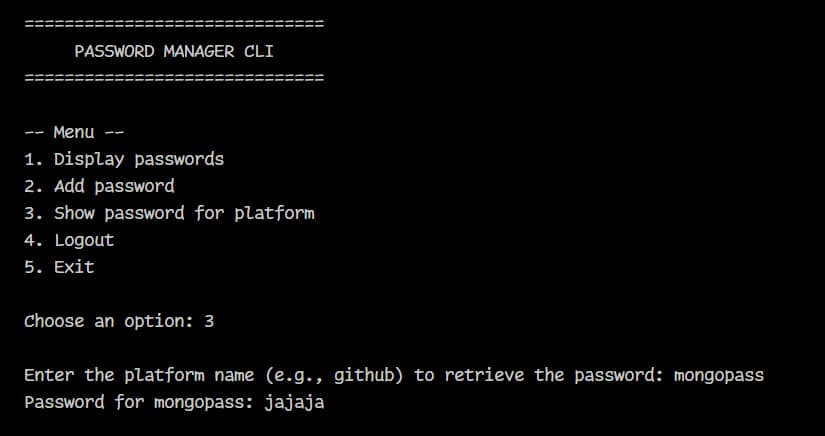 ==============================
PASSWORD MANAGER CLI
==============================
-- Menu --
1. Display passwords
2. Add password
3. Show password for platform
4. Logout
5. Exit
Choose an option: 3
Enter the platform name (e.g., github) to retrieve the password: mongopass
Password for mongopass: jajaja